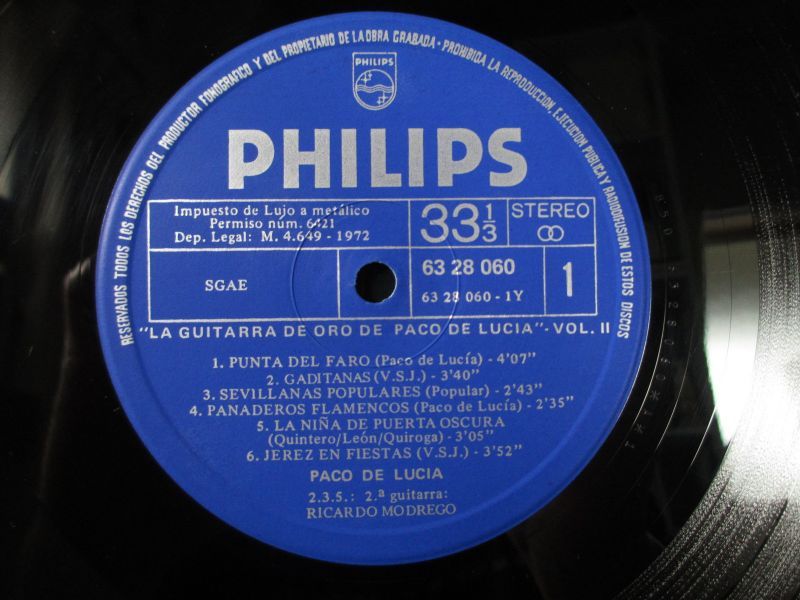 RESERVADOS TODOS LOS DERECHOS DEL PRODUCTOR FONOGRAFICO Y DEL PROPIETARIO DE LA OBRA GRABADA · PROHIBIDA LA REPRODUCCION, EJECUCION PUBLICA Y RADIODIFUSION DE ESTOS DISCOS
PHILIPS
PHILIPS
Impuesto de Lujo a metálico
Permiso núm. 6421
Dep. Legal: M. 4.649 - 1972
33 1/3
STEREO
SGAE
63 28 060
63 28 060 - 1Y
1
"LA GUITARRA DE ORO DE PACO DE LUCIA" - VOL. II
1. PUNTA DEL FARO (Paco de Lucía) - 4'07"
2. GADITANAS (V.S.J.) - 3'40"
3. SEVILLANAS POPULARES (Popular) - 2'43"
4. PANADEROS FLAMENCOS (Paco de Lucía) - 2'35"
5. LA NIÑA DE PUERTA OSCURA
(Quintero/León/Quiroga) - 3'05"
6. JEREZ EN FIESTAS (V.S.J.) - 3'52"
PACO DE LUCIA
2.3.5.: 2.ª guitarra:
RICARDO MODREGO